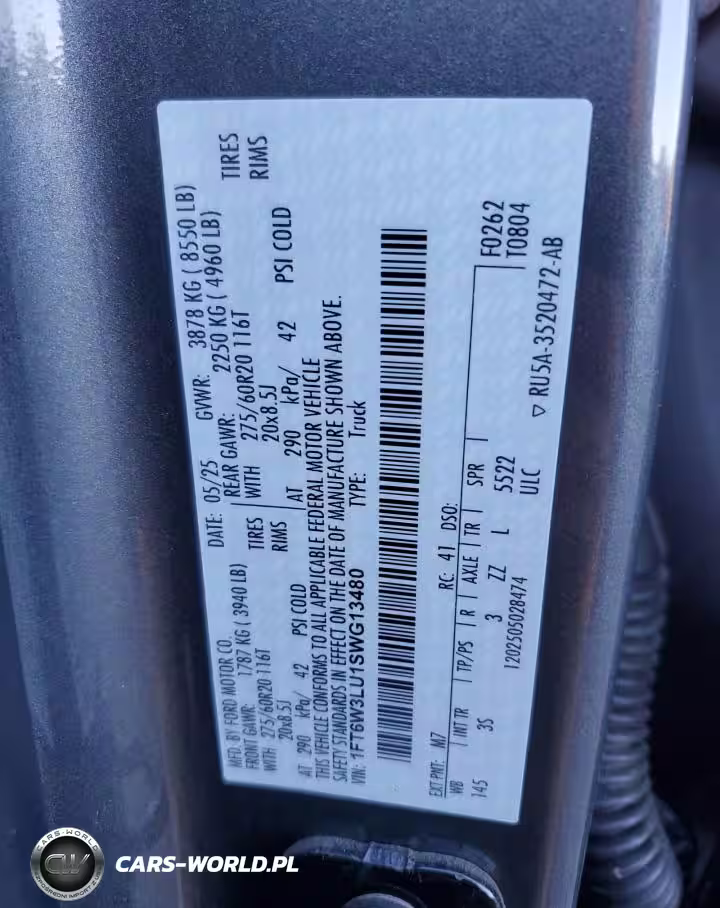 MFD. BY FORD MOTOR CO. DATE: 05/25 GVWR: 3878 KG ( 8550 LB)
FRONT GAWR: 1787 KG ( 3940 LB) REAR GAWR: 2250 KG ( 4960 LB)
WITH 275/60R20 116T TIRES WITH 275/60R20 116T TIRES
20x8.5J RIMS 20x8.5J RIMS
AT 290 kPa/ 42 PSI COLD AT 290 kPa/ 42 PSI COLD
THIS VEHICLE CONFORMS TO ALL APPLICABLE FEDERAL MOTOR VEHICLE
SAFETY STANDARDS IN EFFECT ON THE DATE OF MANUFACTURE SHOWN ABOVE.
VIN: 1FT6W3LU1SWG13480 TYPE: Truck
EXT PNT: M7 RC: 41 DSO: F0262
T0804
WB INT TR TP/PS R AXLE TR SPR
145 3S 3 ZZ L 5522
120250502847​4 ULC
▽ RU5A-3520472-AB
CARS-WORLD.PL
CARS-WORLD
CW